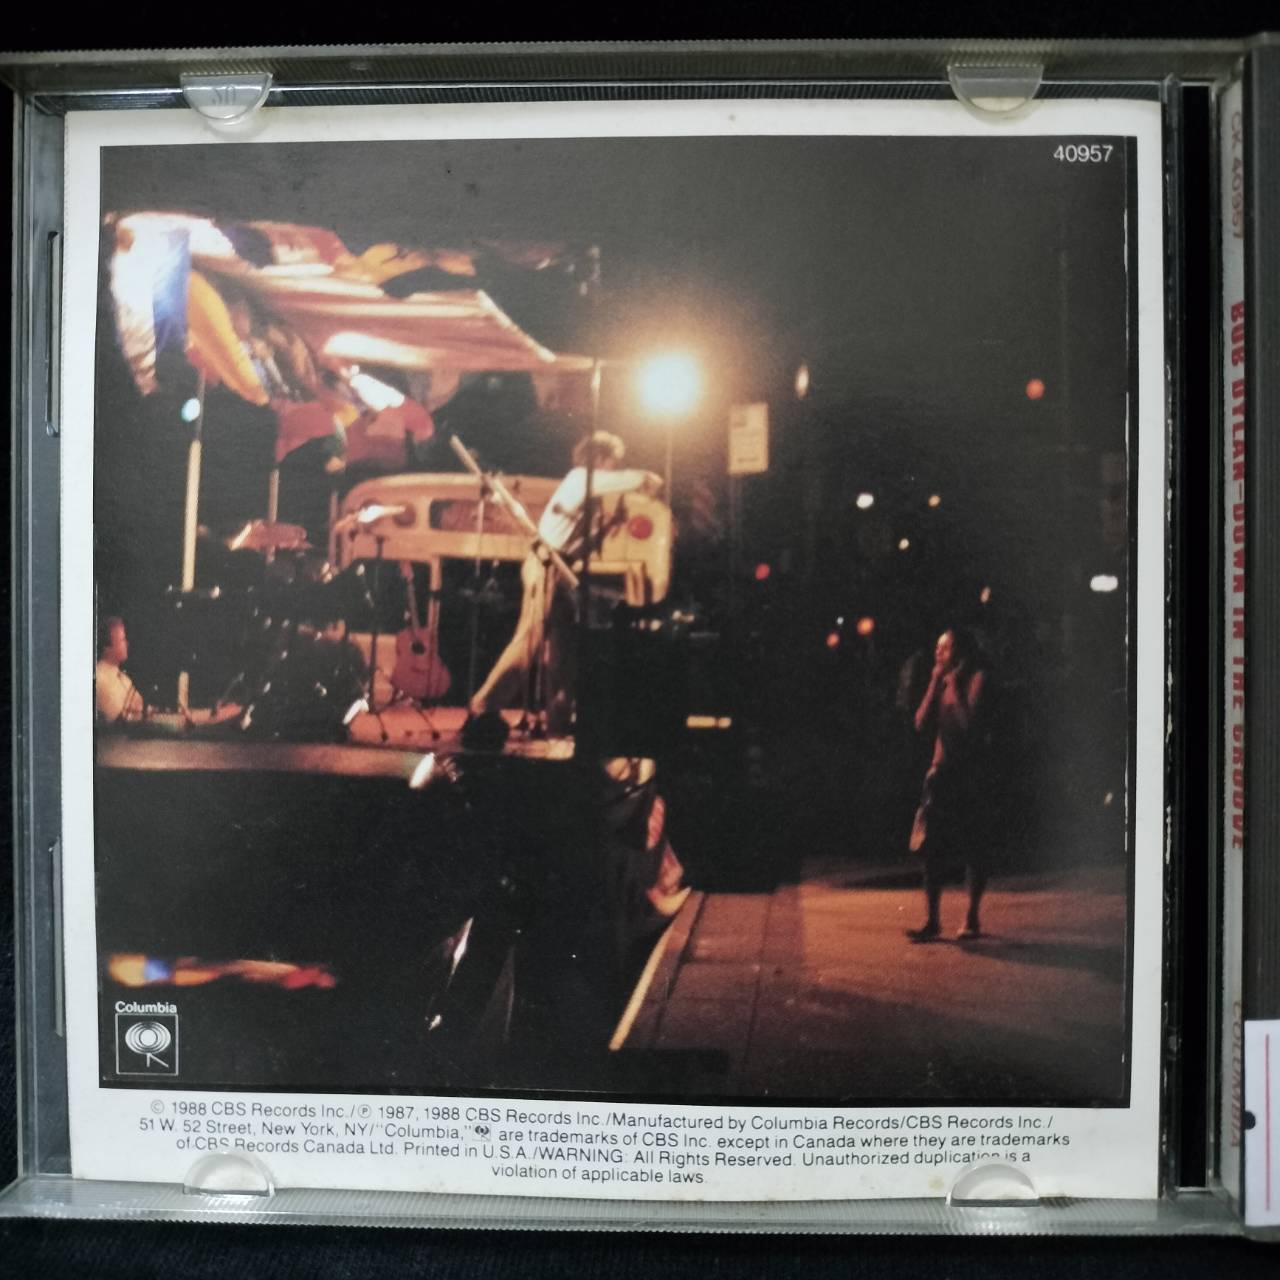 40957
Columbia
© 1988 CBS Records Inc./℗ 1987, 1988 CBS Records Inc./Manufactured by Columbia Records/CBS Records Inc./
51 W. 52 Street, New York, NY/"Columbia," are trademarks of CBS Inc. except in Canada where they are trademarks
of CBS Records Canada Ltd. Printed in U.S.A./WARNING: All Rights Reserved. Unauthorized duplication is a
violation of applicable laws.
CK 40957 BOB DYLAN—DOWN IN THE GROOVE COLUMBIA